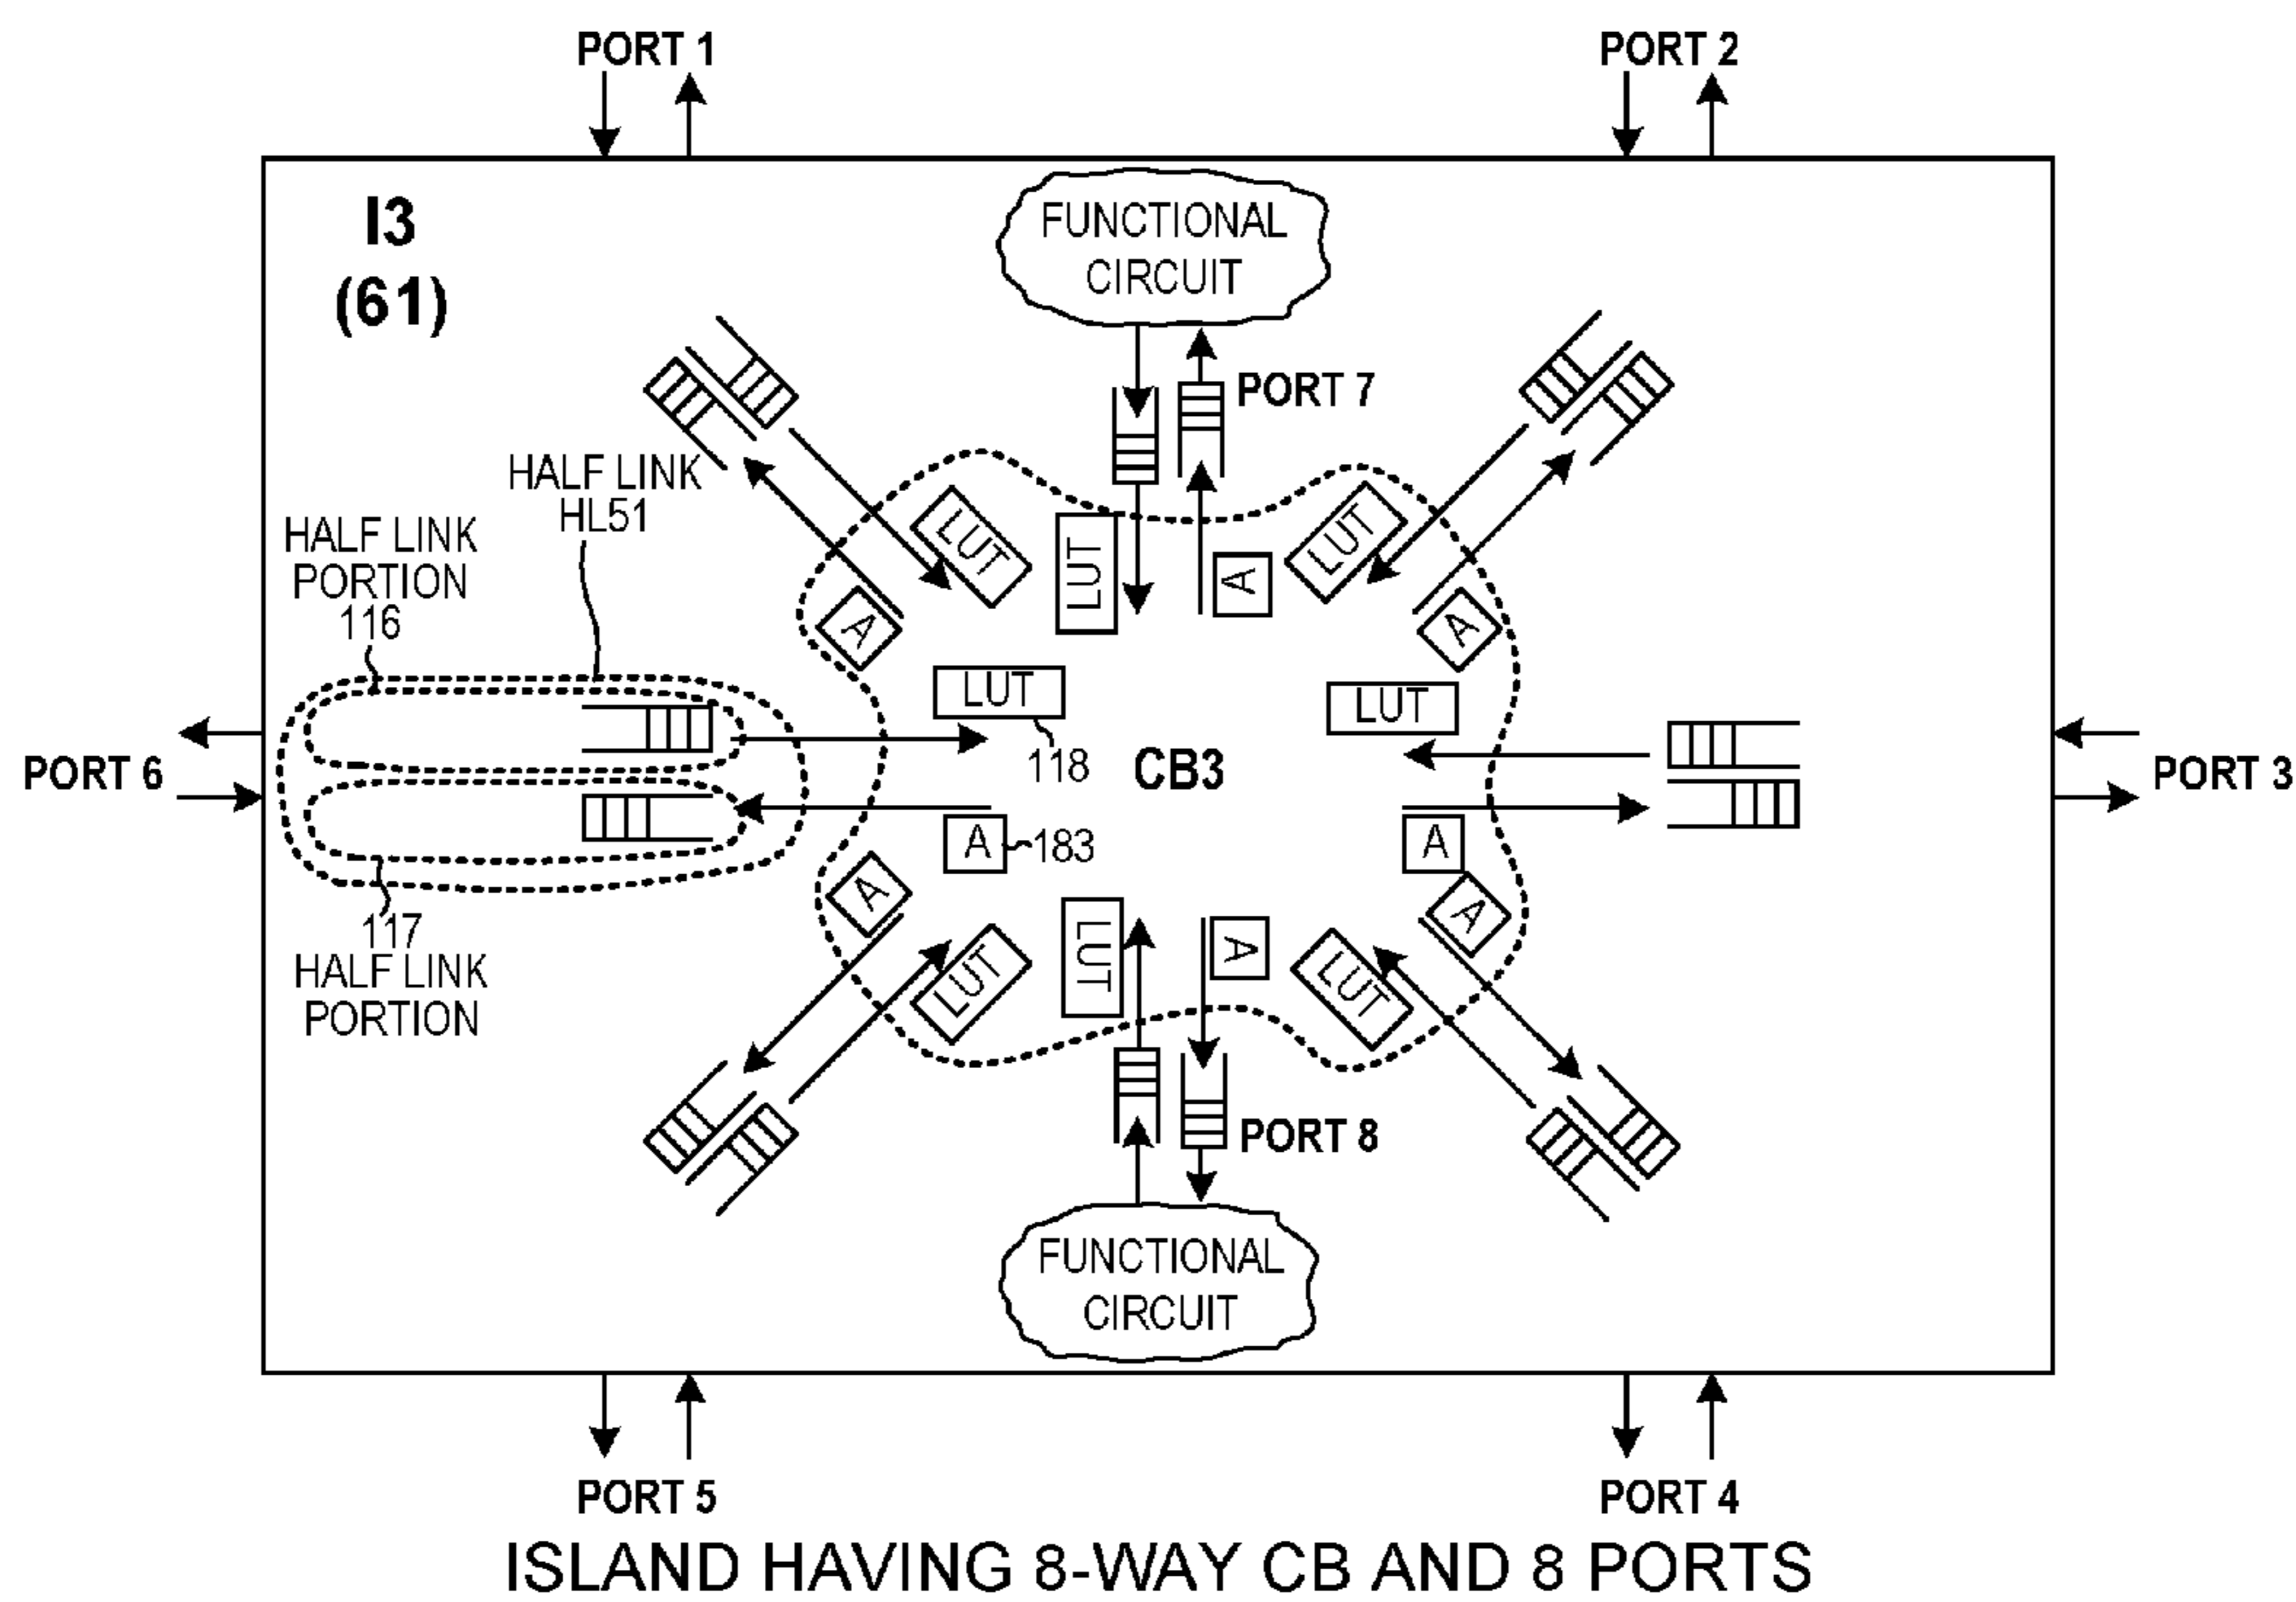 PORT 1
PORT 2
I3
(61)
FUNCTIONAL
CIRCUIT
PORT 7
HALF LINK
HL51
HALF LINK
PORTION
116
LUT
LUT
LUT
A
A
A
LUT
LUT
118
CB3
PORT 6
PORT 3
A
183
A
A
A
117
HALF LINK
PORTION
LUT
LUT
A
LUT
PORT 8
FUNCTIONAL
CIRCUIT
PORT 5
PORT 4
ISLAND HAVING 8-WAY CB AND 8 PORTS